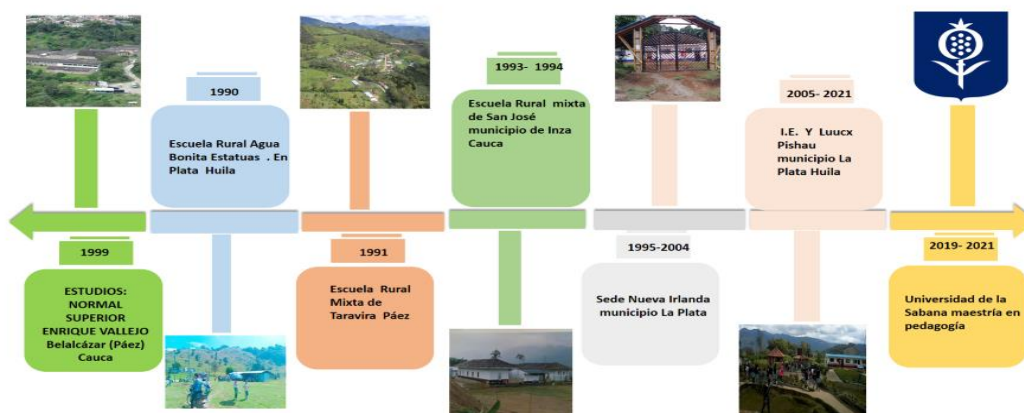 1999
ESTUDIOS:
NORMAL
SUPERIOR
ENRIQUE VALLEJO
Belalcázar (Páez)
Cauca
1990
Escuela Rural Agua
Bonita Estatuas . En
Plata Huila
1991
Escuela Rural
Mixta de
Taravira Páez
1993- 1994
Escuela Rural mixta
de San José
municipio de Inza
Cauca
1995-2004
Sede Nueva Irlanda
municipio La Plata
2005- 2021
I.E. Y Luucx
Pishau
municipio La
Plata Huila
2019- 2021
Universidad de la
Sabana maestría en
pedagogía